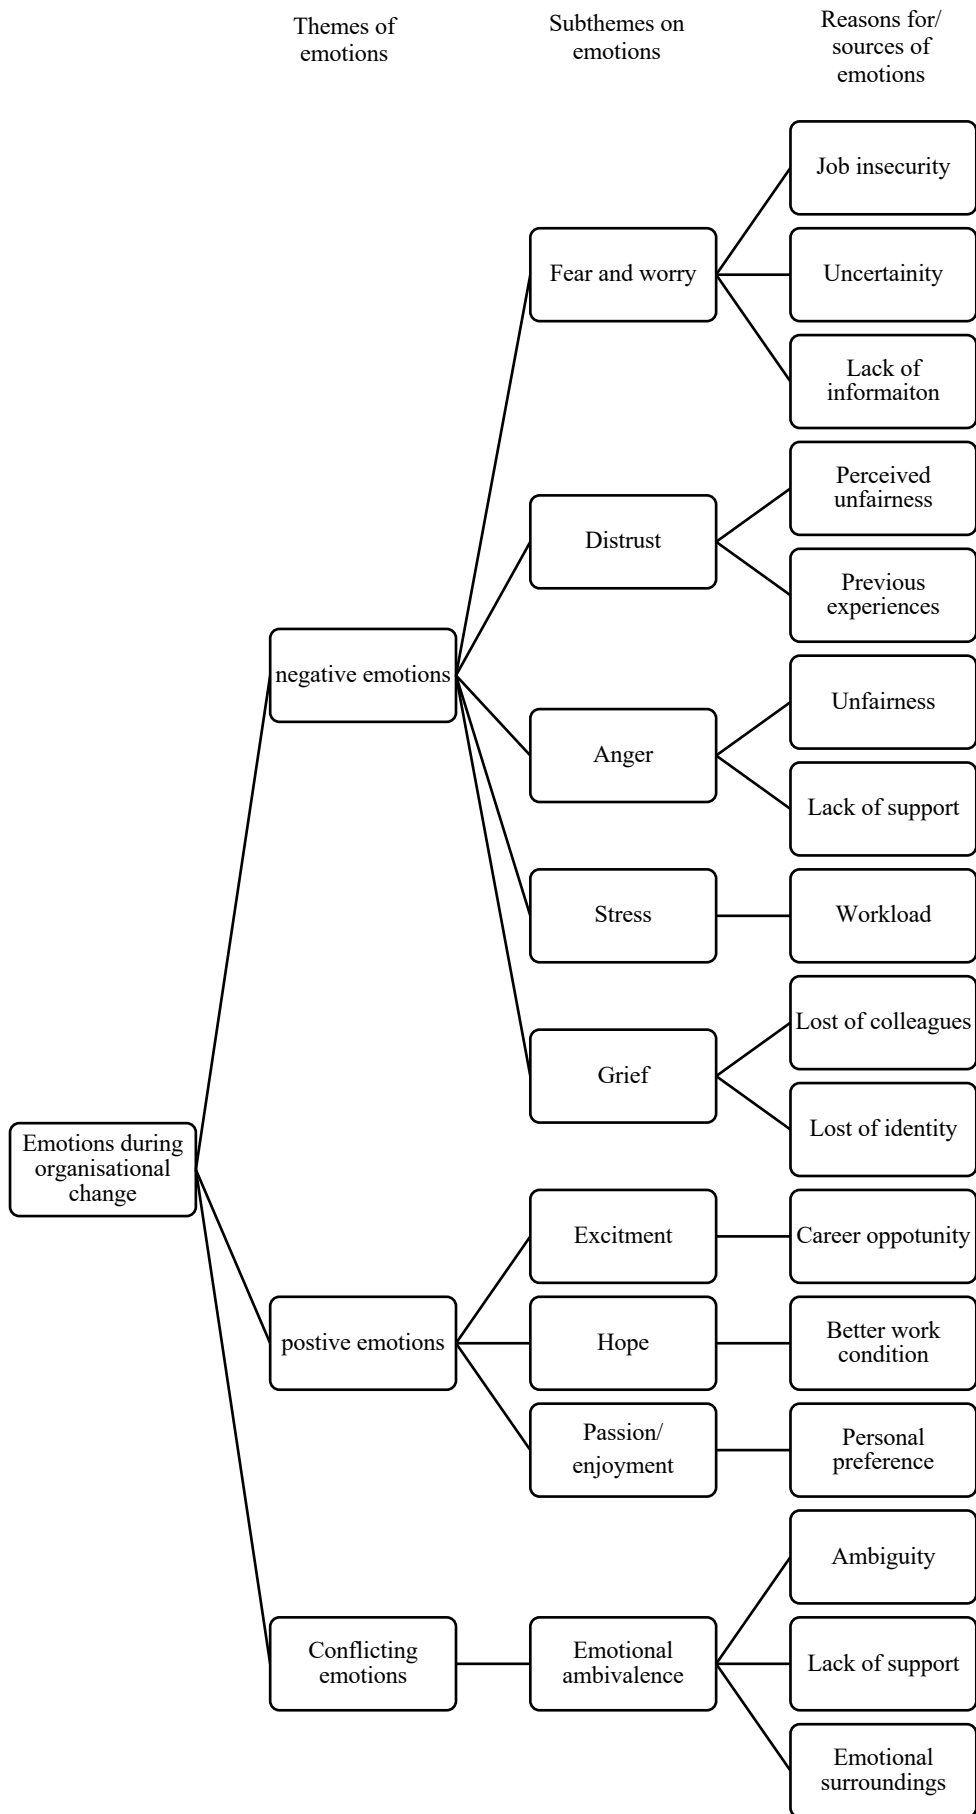 Themes of
emotions
Subthemes on
emotions
Reasons for/
sources of
emotions
Job insecurity
Fear and worry
Uncertainity
Lack of
informaiton
Perceived
unfairness
Distrust
Previous
experiences
negative emotions
Unfairness
Anger
Lack of support
Stress
Workload
Lost of colleagues
Grief
Lost of identity
Emotions during
organisational
change
Excitment
Career oppotunity
postive emotions
Hope
Better work
condition
Passion/
enjoyment
Personal
preference
Ambiguity
Conflicting
emotions
Emotional
ambivalence
Lack of support
Emotional
surroundings